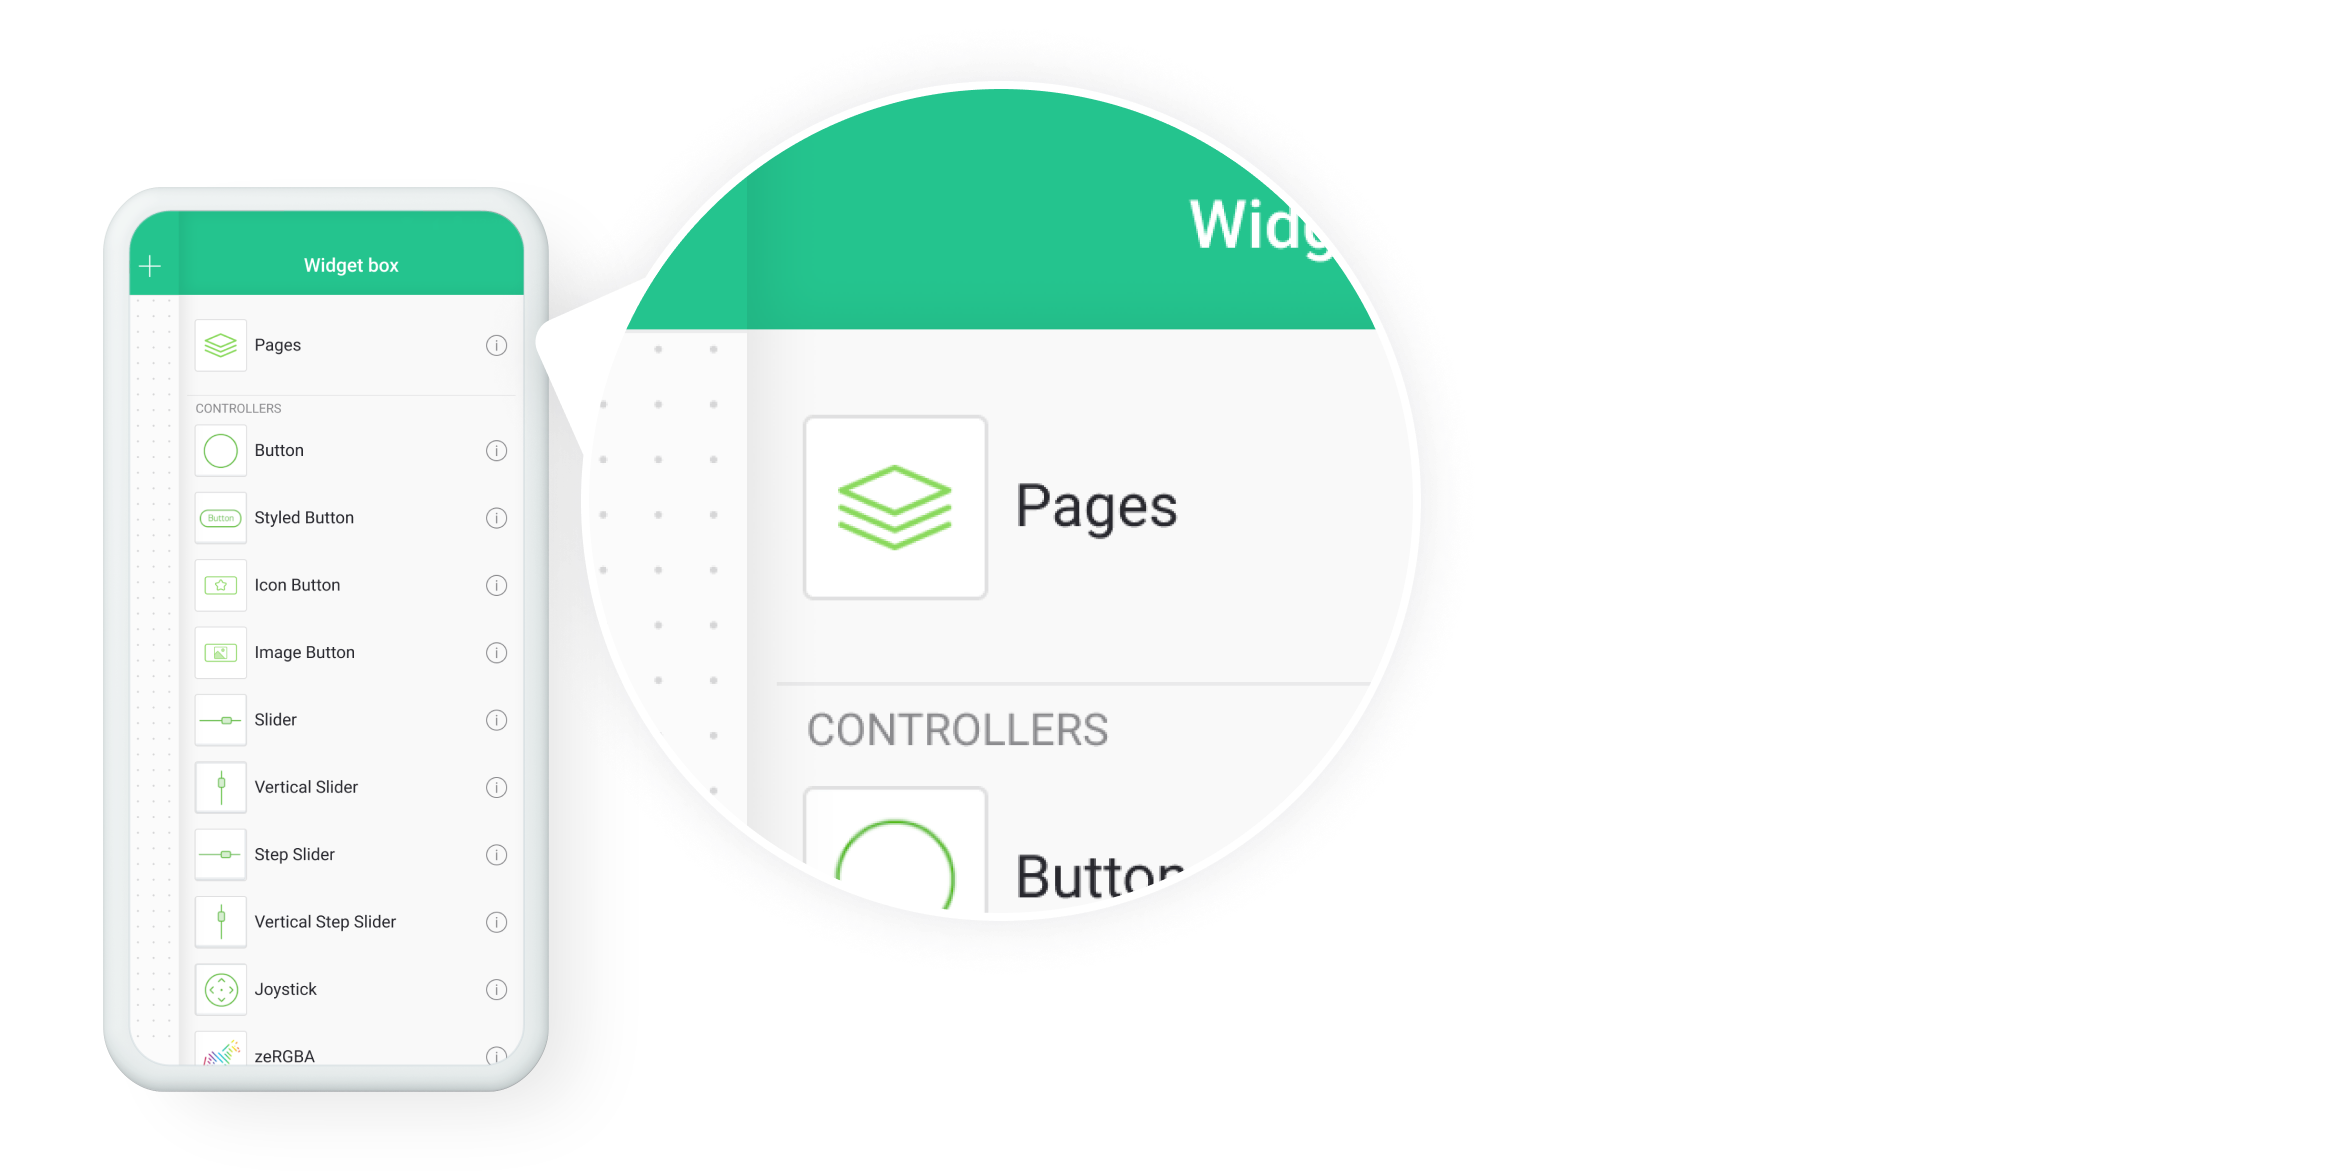 Widget box
Pages
CONTROLLERS
Button
Button
Styled Button
Icon Button
Image Button
Slider
Vertical Slider
Step Slider
Vertical Step Slider
Joystick
zeRGBA
Widg
Pages
CONTROLLERS
Button